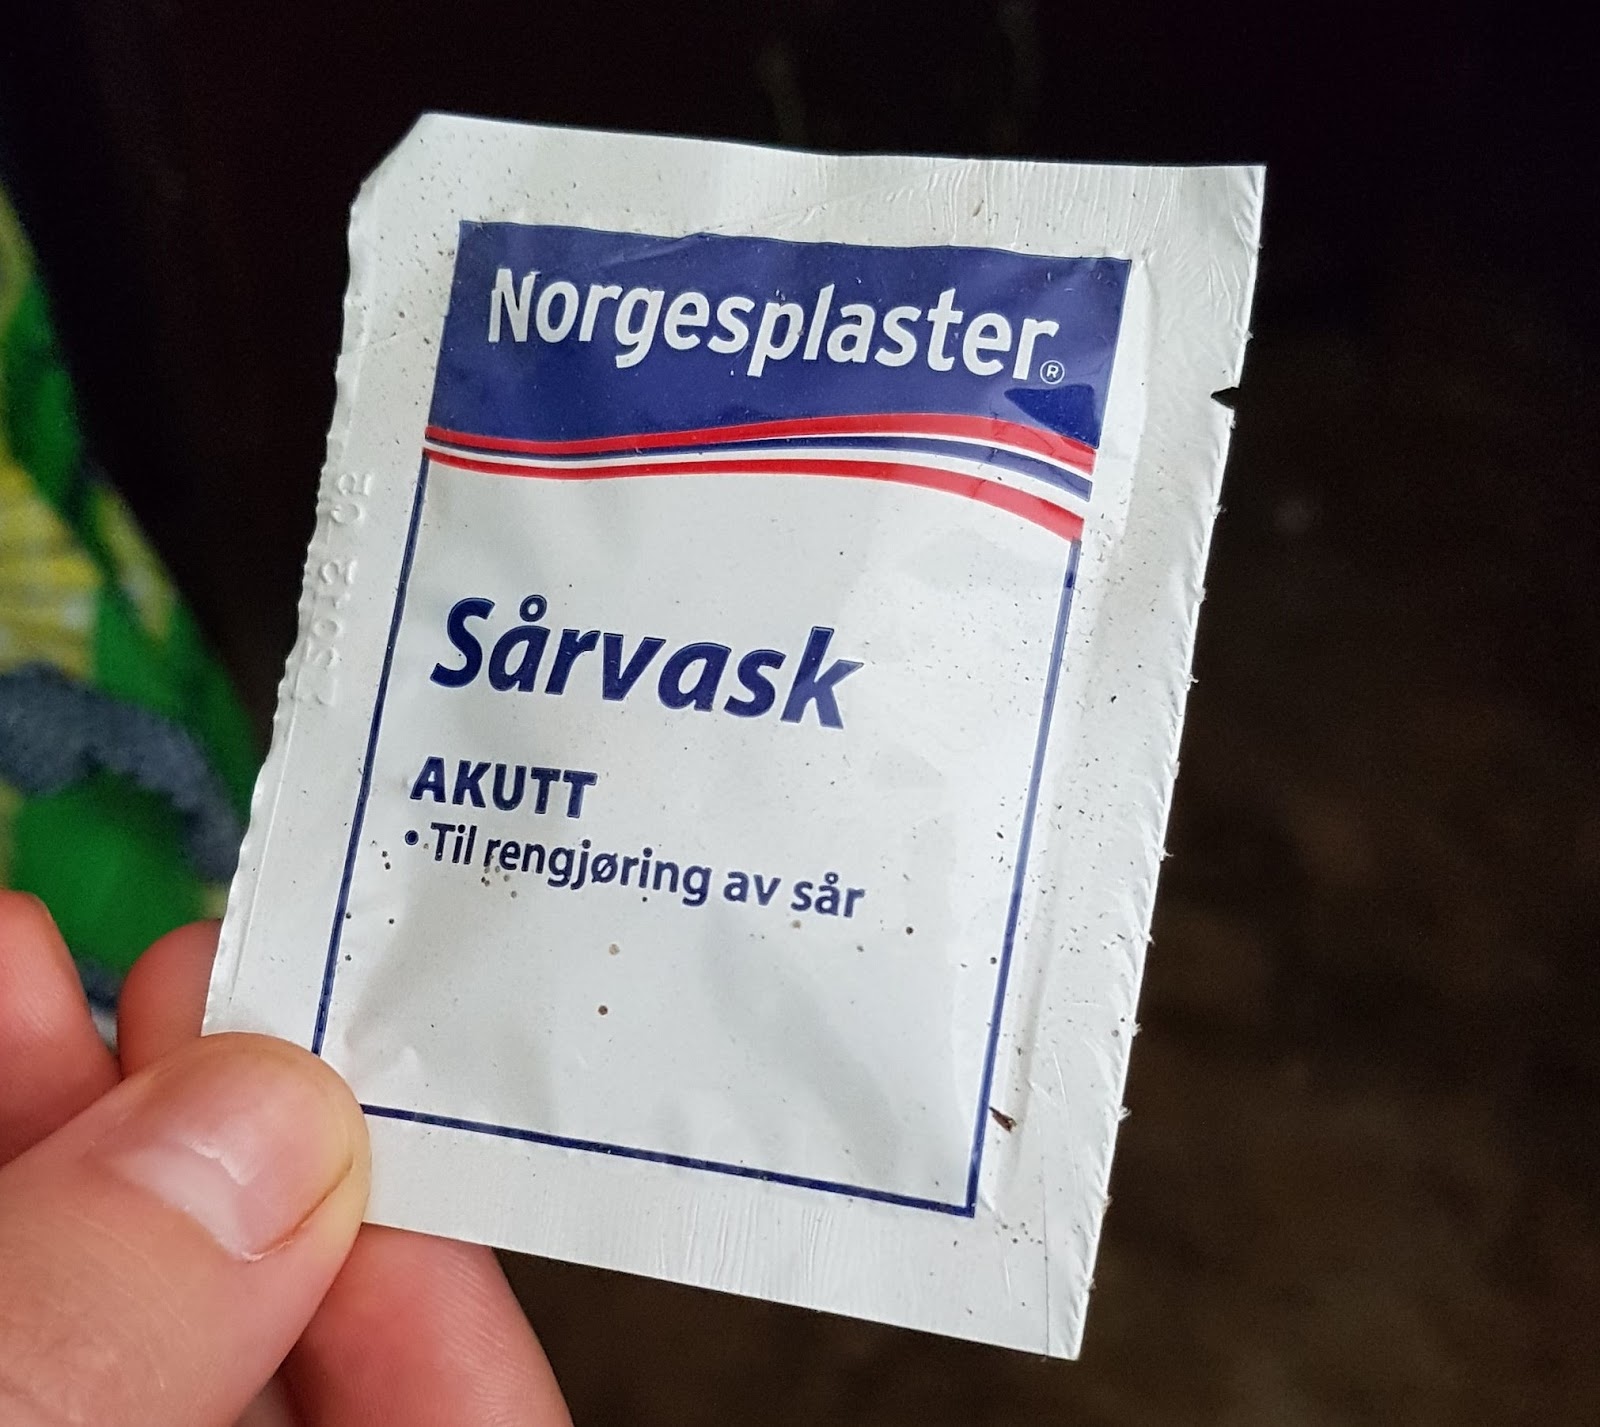 Norgesplaster®
Sårvask
AKUTT
• Til rengjøring av sår